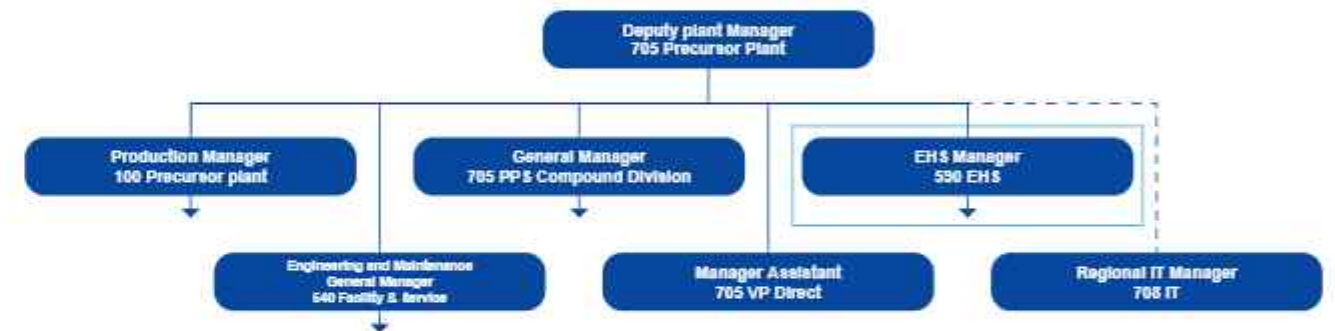 Deputy plant Manager
705 Precursor Plant
Production Manager
100 Precursor plant
General Manager
705 PPS Compound Division
EHS Manager
590 EHS
Engineering and Maintenance
General Manager
540 Facility & Service
Manager Assistant
705 VP Direct
Regional IT Manager
708 IT